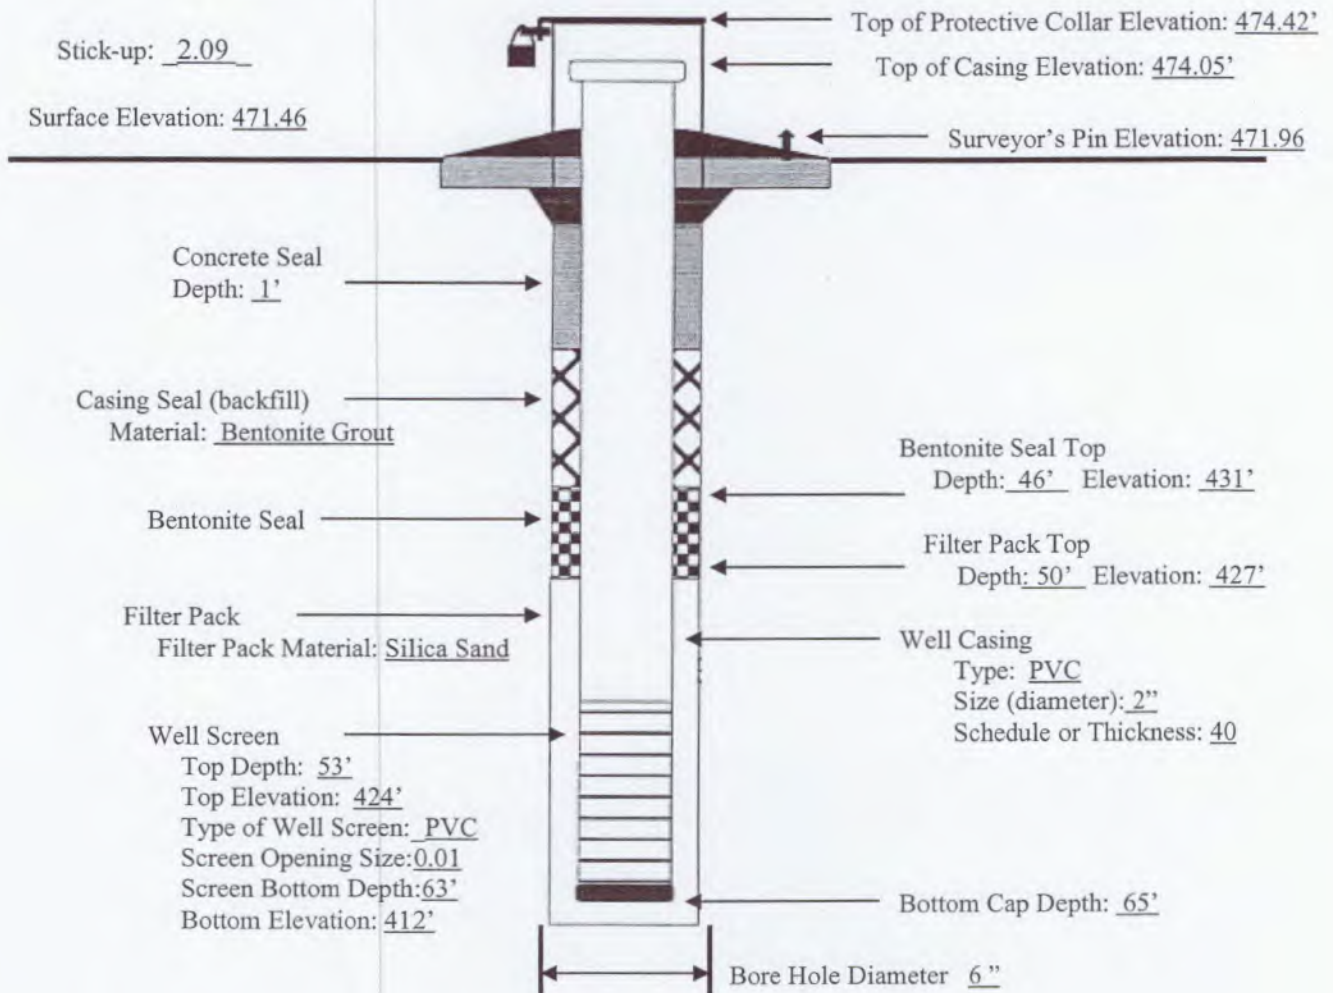 Top of Protective Collar Elevation: 474.42’
Stick-up: 2.09
Top of Casing Elevation: 474.05’
Surface Elevation: 471.46
Surveyor’s Pin Elevation: 471.96
Concrete Seal
Depth: 1’
Casing Seal (backfill)
Material: Bentonite Grout
Bentonite Seal Top
Depth: 46’ Elevation: 431’
Bentonite Seal
Filter Pack Top
Depth: 50’ Elevation: 427’
Filter Pack
Filter Pack Material: Silica Sand
Well Casing
Type: PVC
Size (diameter): 2”
Schedule or Thickness: 40
Well Screen
Top Depth: 53’
Top Elevation: 424’
Type of Well Screen: PVC
Screen Opening Size:0.01
Screen Bottom Depth:63’
Bottom Elevation: 412’
Bottom Cap Depth: 65’
Bore Hole Diameter 6 ”